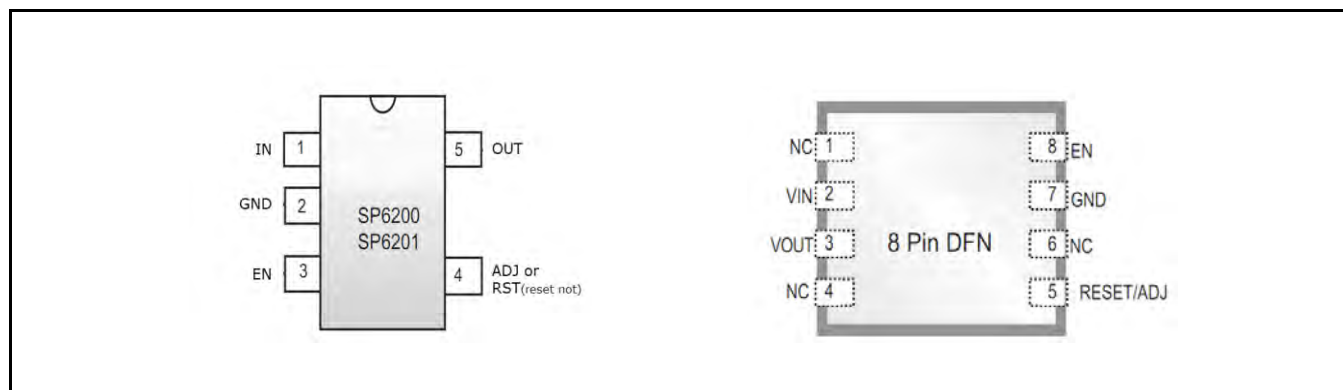 IN 1
GND 2
EN 3
SP6200
SP6201
5 OUT
4 ADJ or
RST(reset not)
NC 1
VIN 2
VOUT 3
NC 4
8 Pin DFN
8 EN
7 GND
6 NC
5 RESET/ADJ